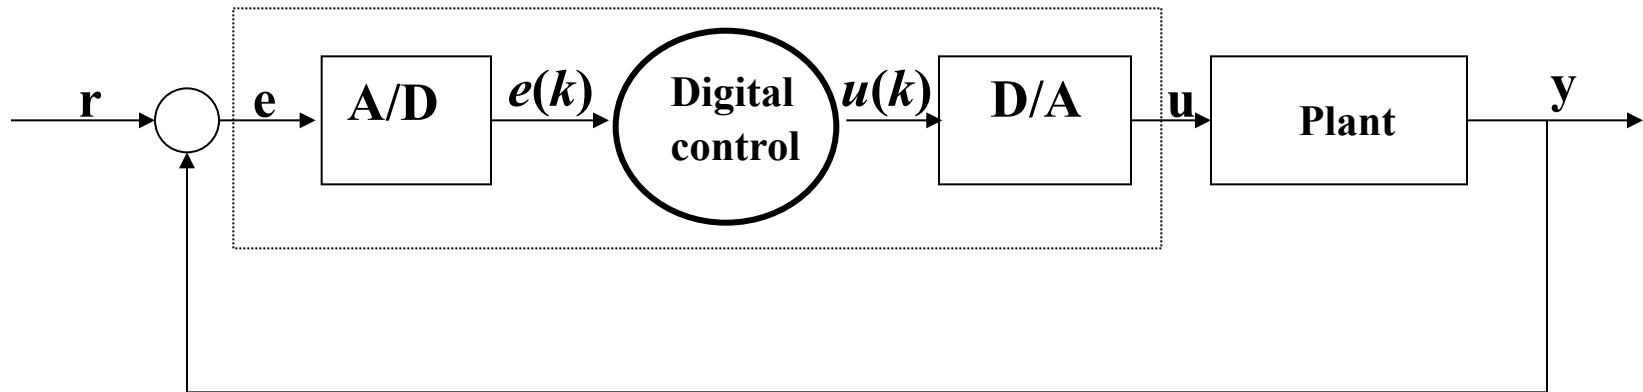 r
e
A/D
e(k)
Digital
control
u(k)
D/A
u
Plant
y